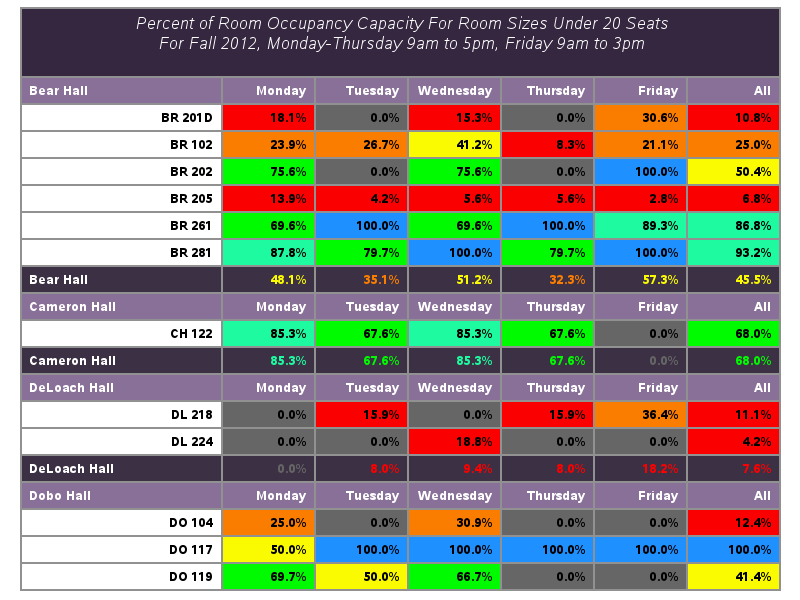 Percent of Room Occupancy Capacity For Room Sizes Under 20 Seats
For Fall 2012, Monday-Thursday 9am to 5pm, Friday 9am to 3pm
Bear Hall Monday Tuesday Wednesday Thursday Friday All
BR 201D 18.1% 0.0% 15.3% 0.0% 30.6% 10.8%
BR 102 23.9% 26.7% 41.2% 8.3% 21.1% 25.0%
BR 202 75.6% 0.0% 75.6% 0.0% 100.0% 50.4%
BR 205 13.9% 4.2% 5.6% 5.6% 2.8% 6.8%
BR 261 69.6% 100.0% 69.6% 100.0% 89.3% 86.8%
BR 281 87.8% 79.7% 100.0% 79.7% 100.0% 93.2%
Bear Hall 48.1% 35.1% 51.2% 32.3% 57.3% 45.5%
Cameron Hall Monday Tuesday Wednesday Thursday Friday All
CH 122 85.3% 67.6% 85.3% 67.6% 0.0% 68.0%
Cameron Hall 85.3% 67.6% 85.3% 67.6% 0.0% 68.0%
DeLoach Hall Monday Tuesday Wednesday Thursday Friday All
DL 218 0.0% 15.9% 0.0% 15.9% 36.4% 11.1%
DL 224 0.0% 0.0% 18.8% 0.0% 0.0% 4.2%
DeLoach Hall 0.0% 8.0% 9.4% 8.0% 18.2% 7.6%
Dobo Hall Monday Tuesday Wednesday Thursday Friday All
DO 104 25.0% 0.0% 30.9% 0.0% 0.0% 12.4%
DO 117 50.0% 100.0% 100.0% 100.0% 100.0% 100.0%
DO 119 69.7% 50.0% 66.7% 0.0% 0.0% 41.4%